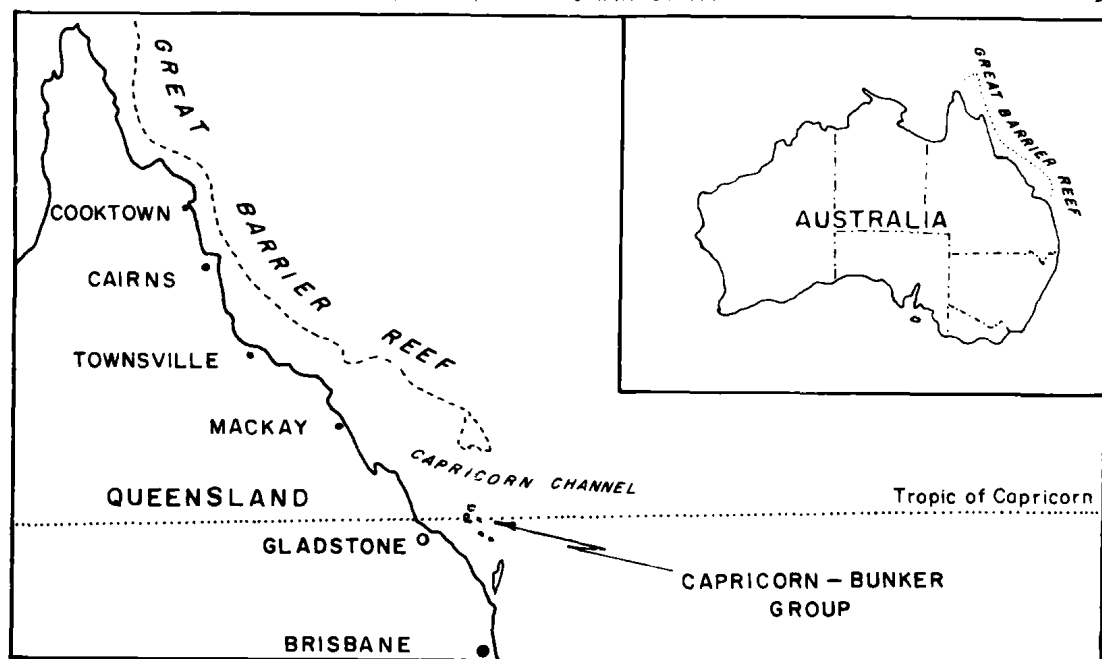 GREAT
BARRIER
REEF
COOKTOWN
CAIRNS
TOWNSVILLE
MACKAY
CAPRICORN CHANNEL
QUEENSLAND
Tropic of Capricorn
GLADSTONE
CAPRICORN – BUNKER
GROUP
BRISBANE
GREAT BARRIER REEF
AUSTRALIA